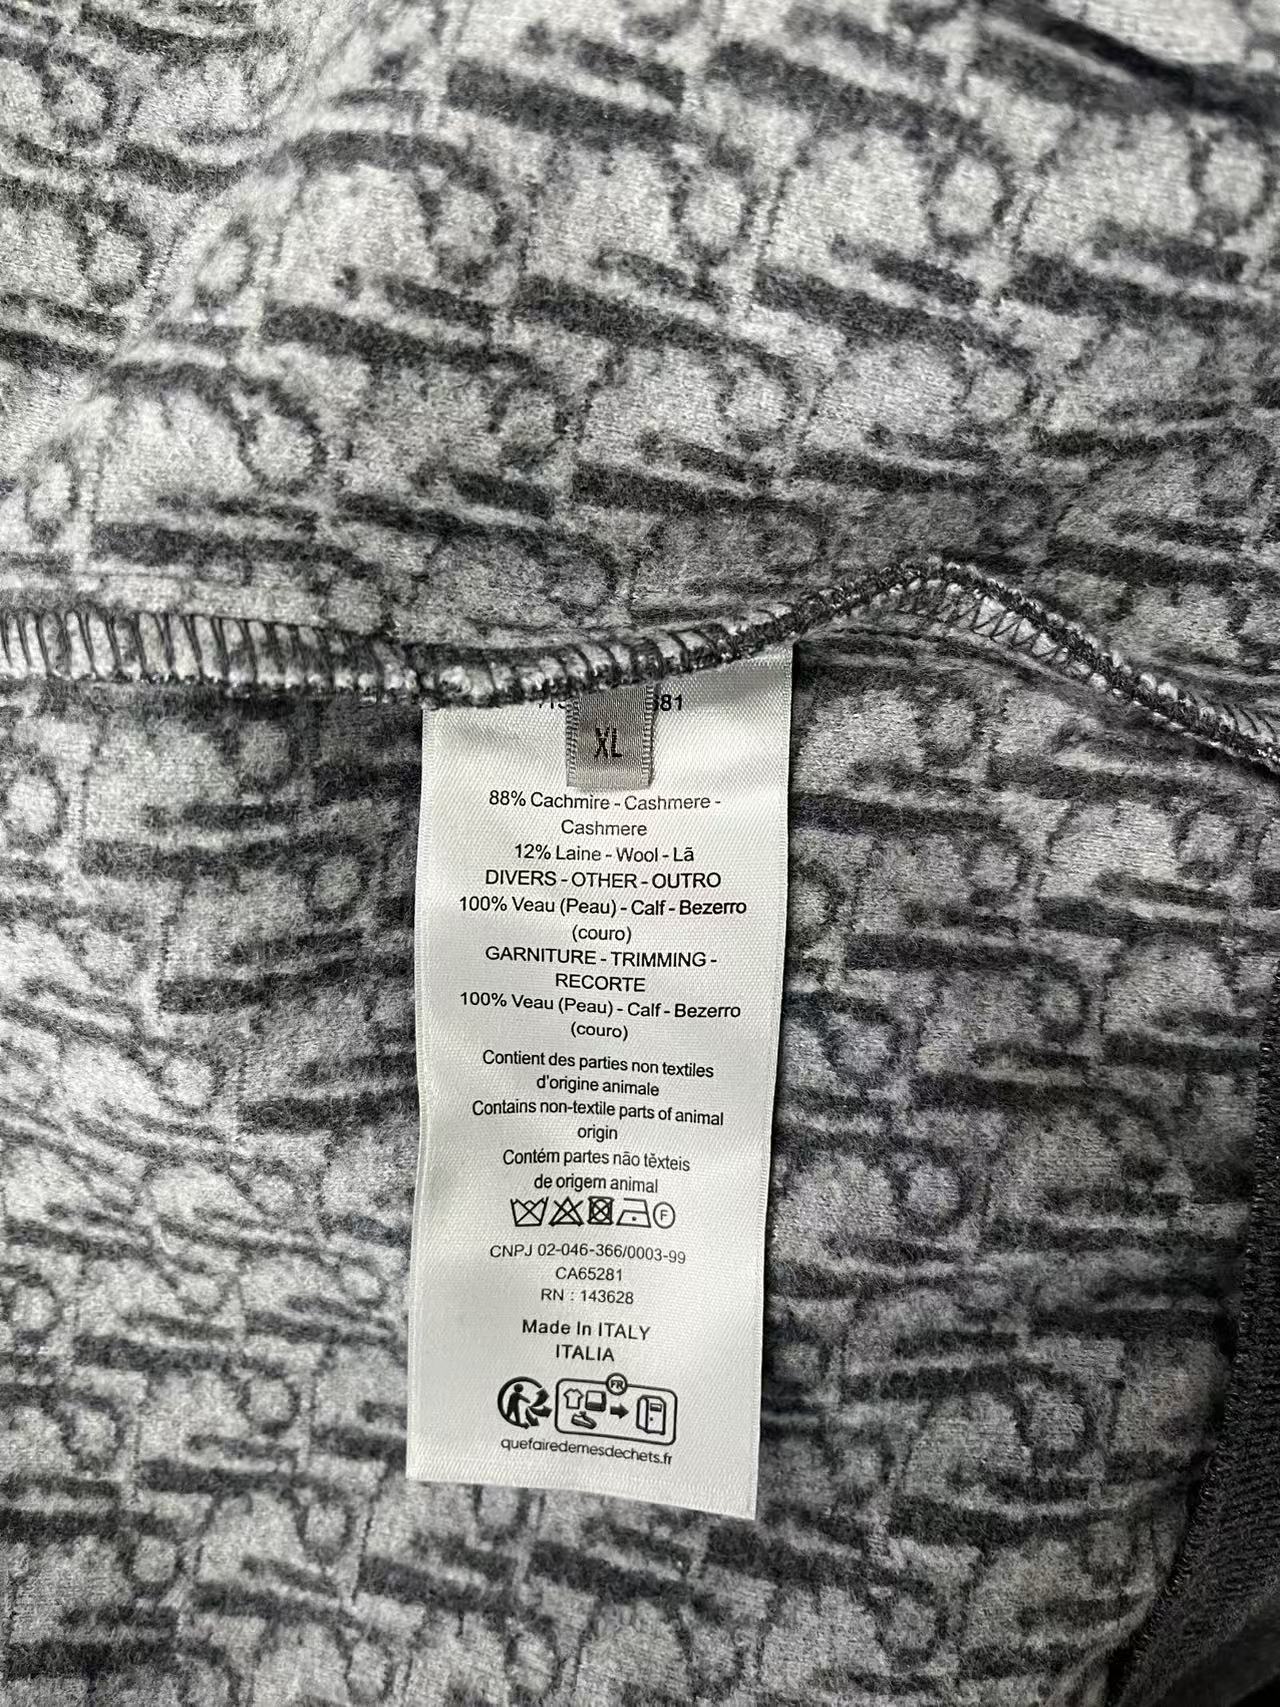 81
XL
88% Cachmire - Cashmere -
Cashmere
12% Laine - Wool - Lã
DIVERS - OTHER - OUTRO
100% Veau (Peau) - Calf - Bezerro
(couro)
GARNITURE - TRIMMING -
RECORTE
100% Veau (Peau) - Calf - Bezerro
(couro)
Contient des parties non textiles
d'origine animale
Contains non-textile parts of animal
origin
Contém partes não tèxteis
de origem animal
F
CNPJ 02-046-366/0003-99
CA65281
RN : 143628
Made In ITALY
ITALIA
FR
quefairedemesdechets.fr